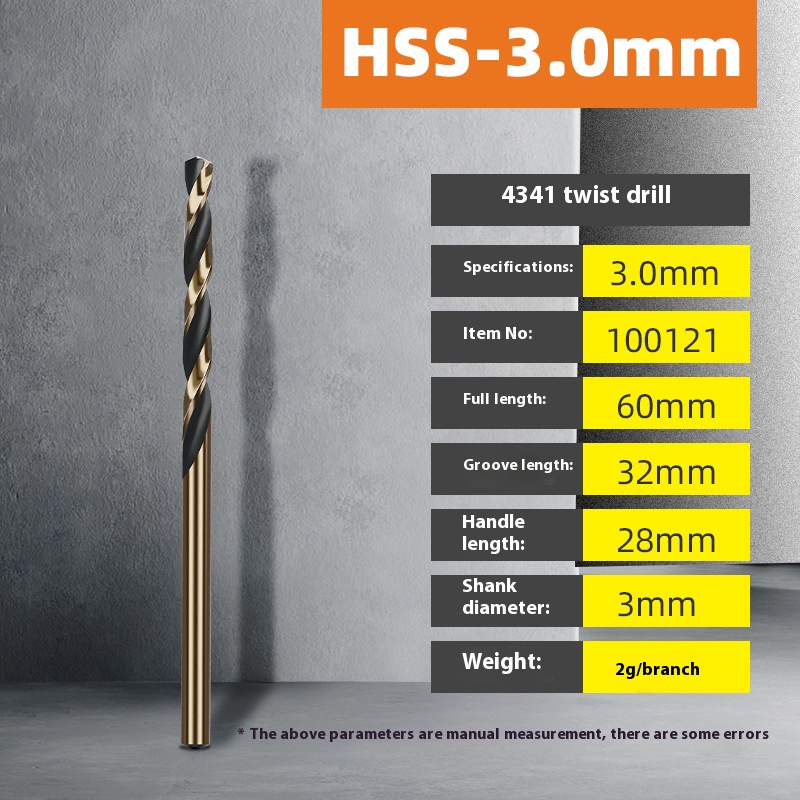 HSS-3.0mm
4341 twist drill
Specifications: 3.0mm
Item No: 100121
Full length: 60mm
Groove length: 32mm
Handle
length: 28mm
Shank
diameter: 3mm
Weight: 2g/branch
* The above parameters are manual measurement, there are some errors